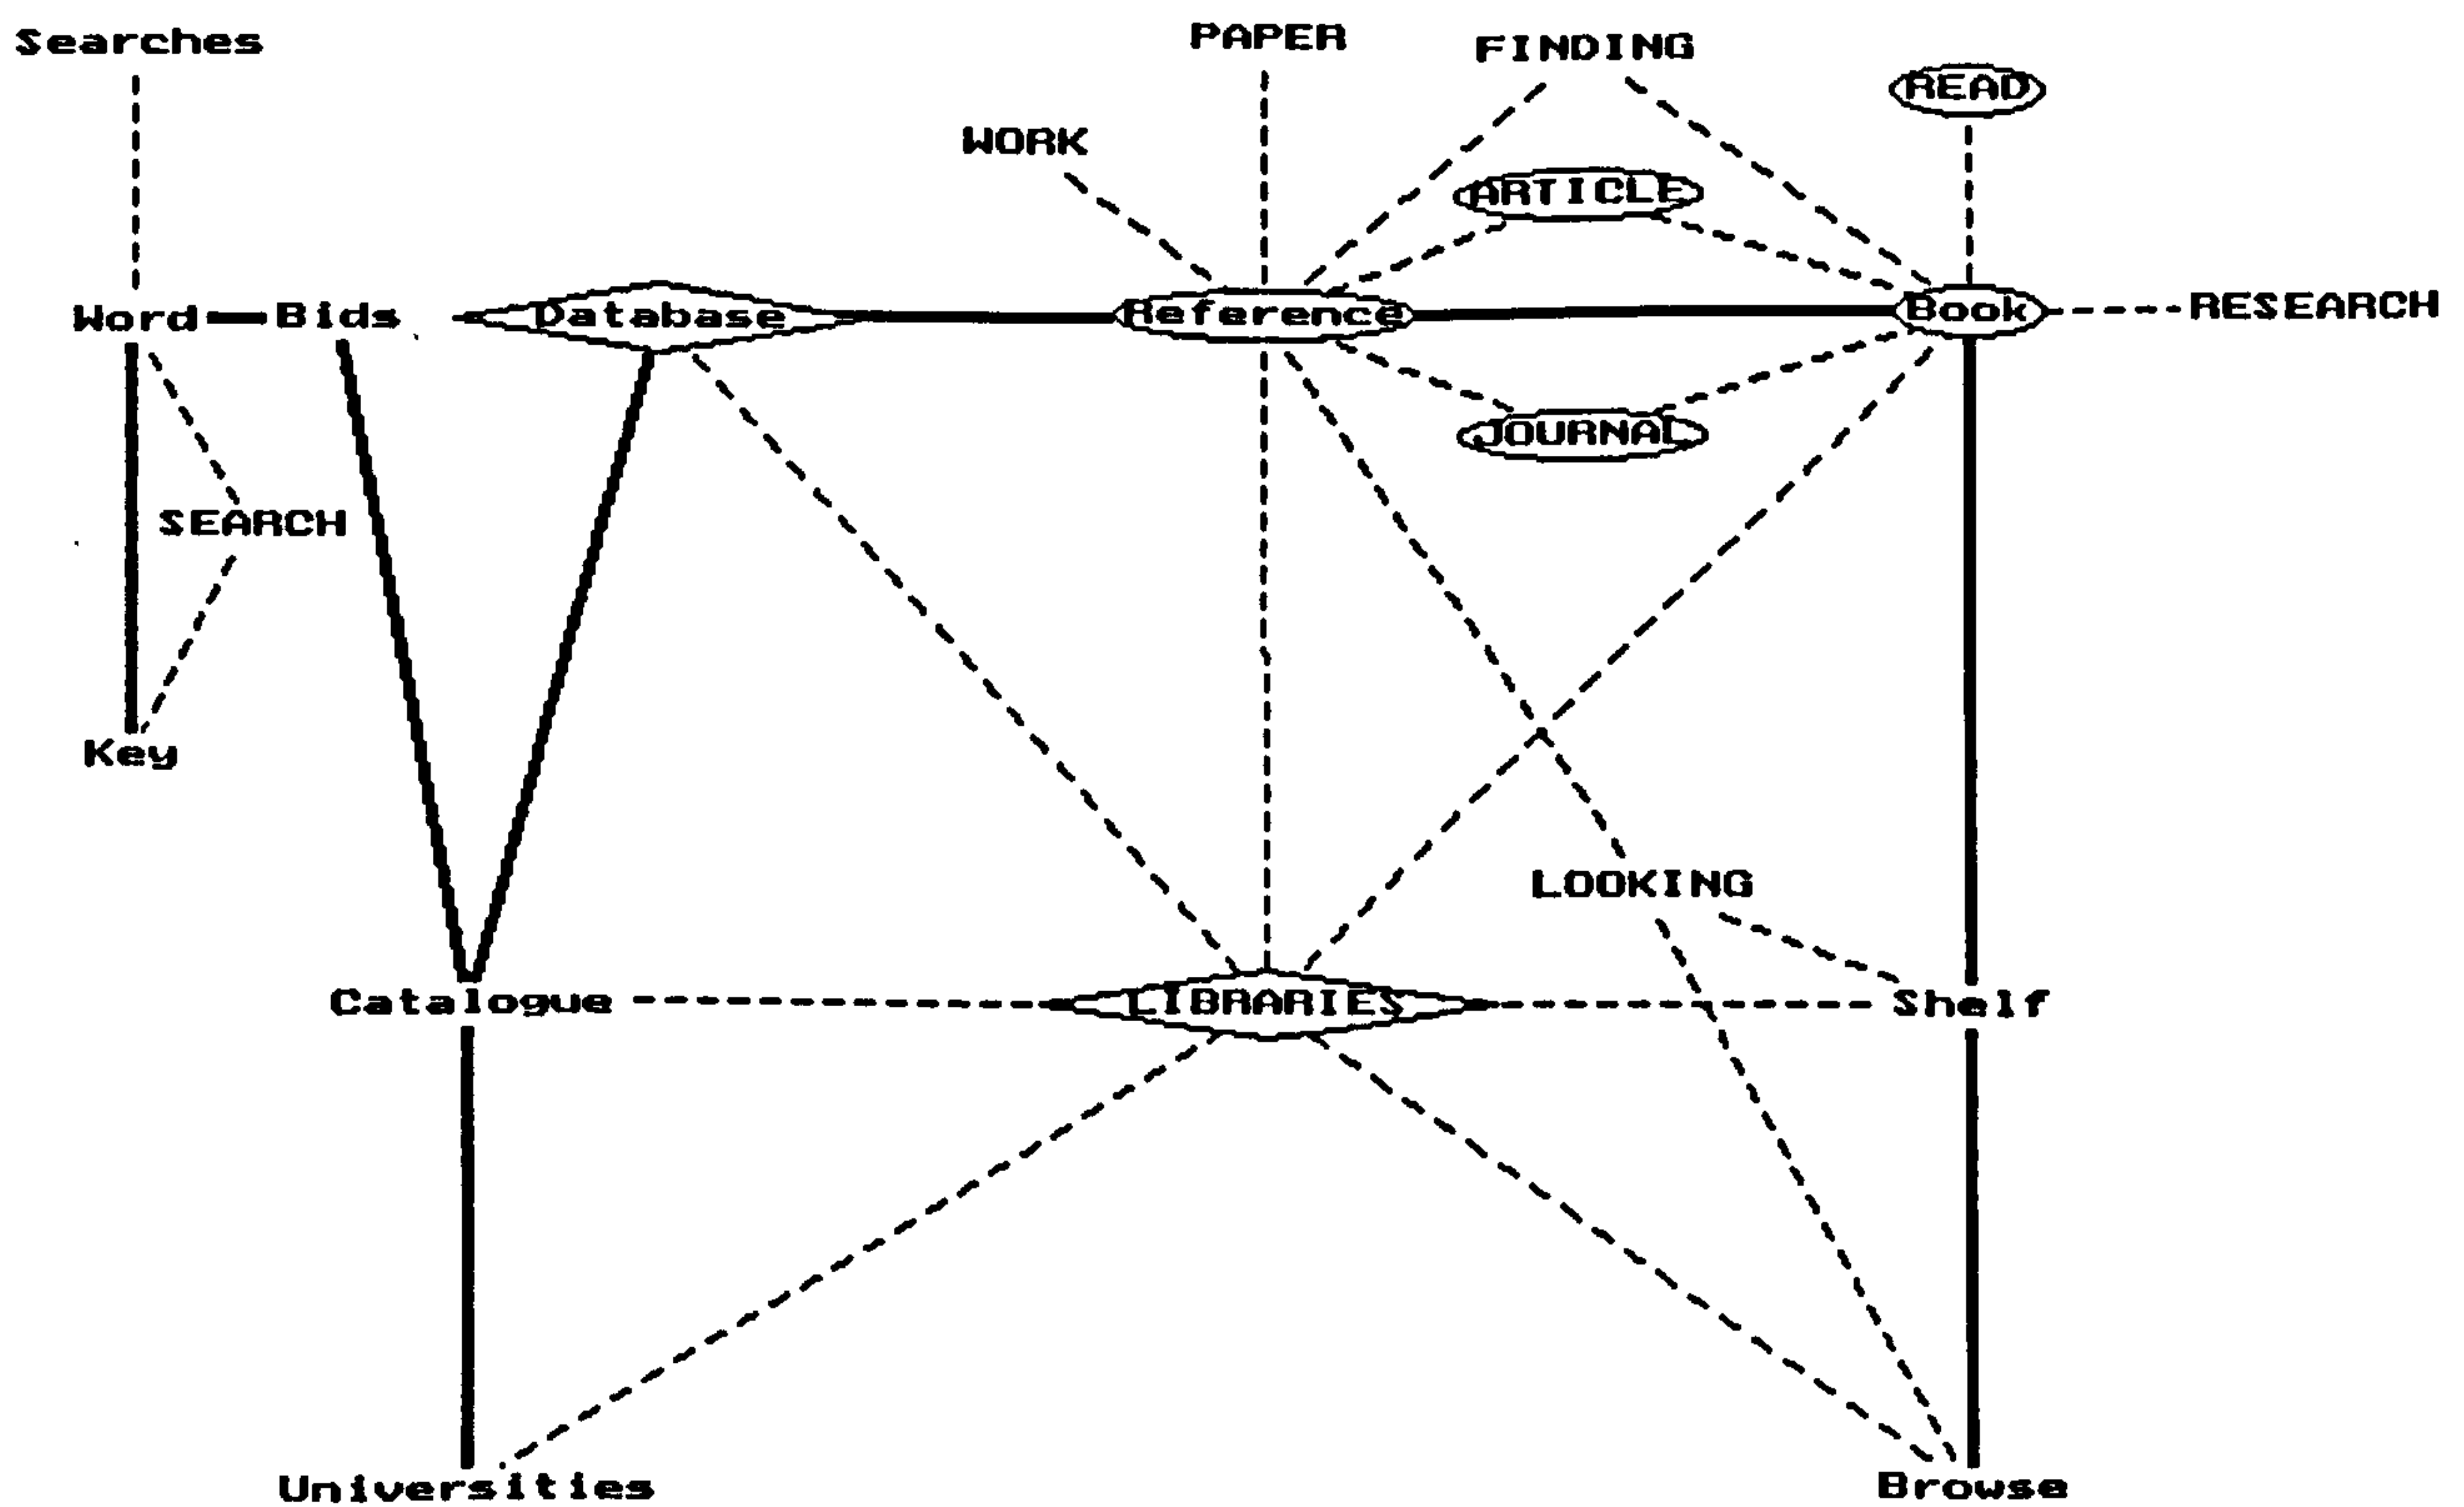 Searches
PAPER
FINDING
READ
WORK
ARTICLE
Word
Bids
Database
Reference
Book
RESEARCH
JOURNAL
SEARCH
Key
LOOKING
Catalogue
LIBRARIES
Shelf
Universities
Browse